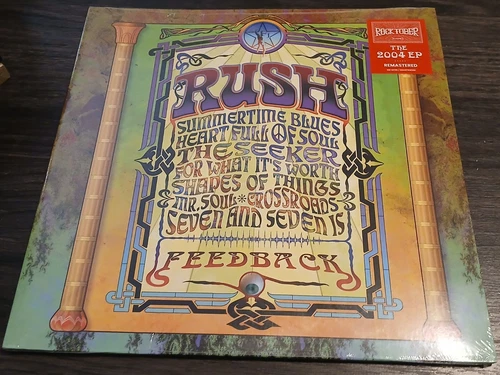 ROCKTOBER
THE
2004 EP
REMASTERED
RUSH
SUMMERTIME BLUES
HEART FULL OF SOUL
THE SEEKER
FOR WHAT IT'S WORTH
SHAPES OF THINGS
MR. SOUL * CROSSROADS
SEVEN AND SEVEN IS
FEEDBACK